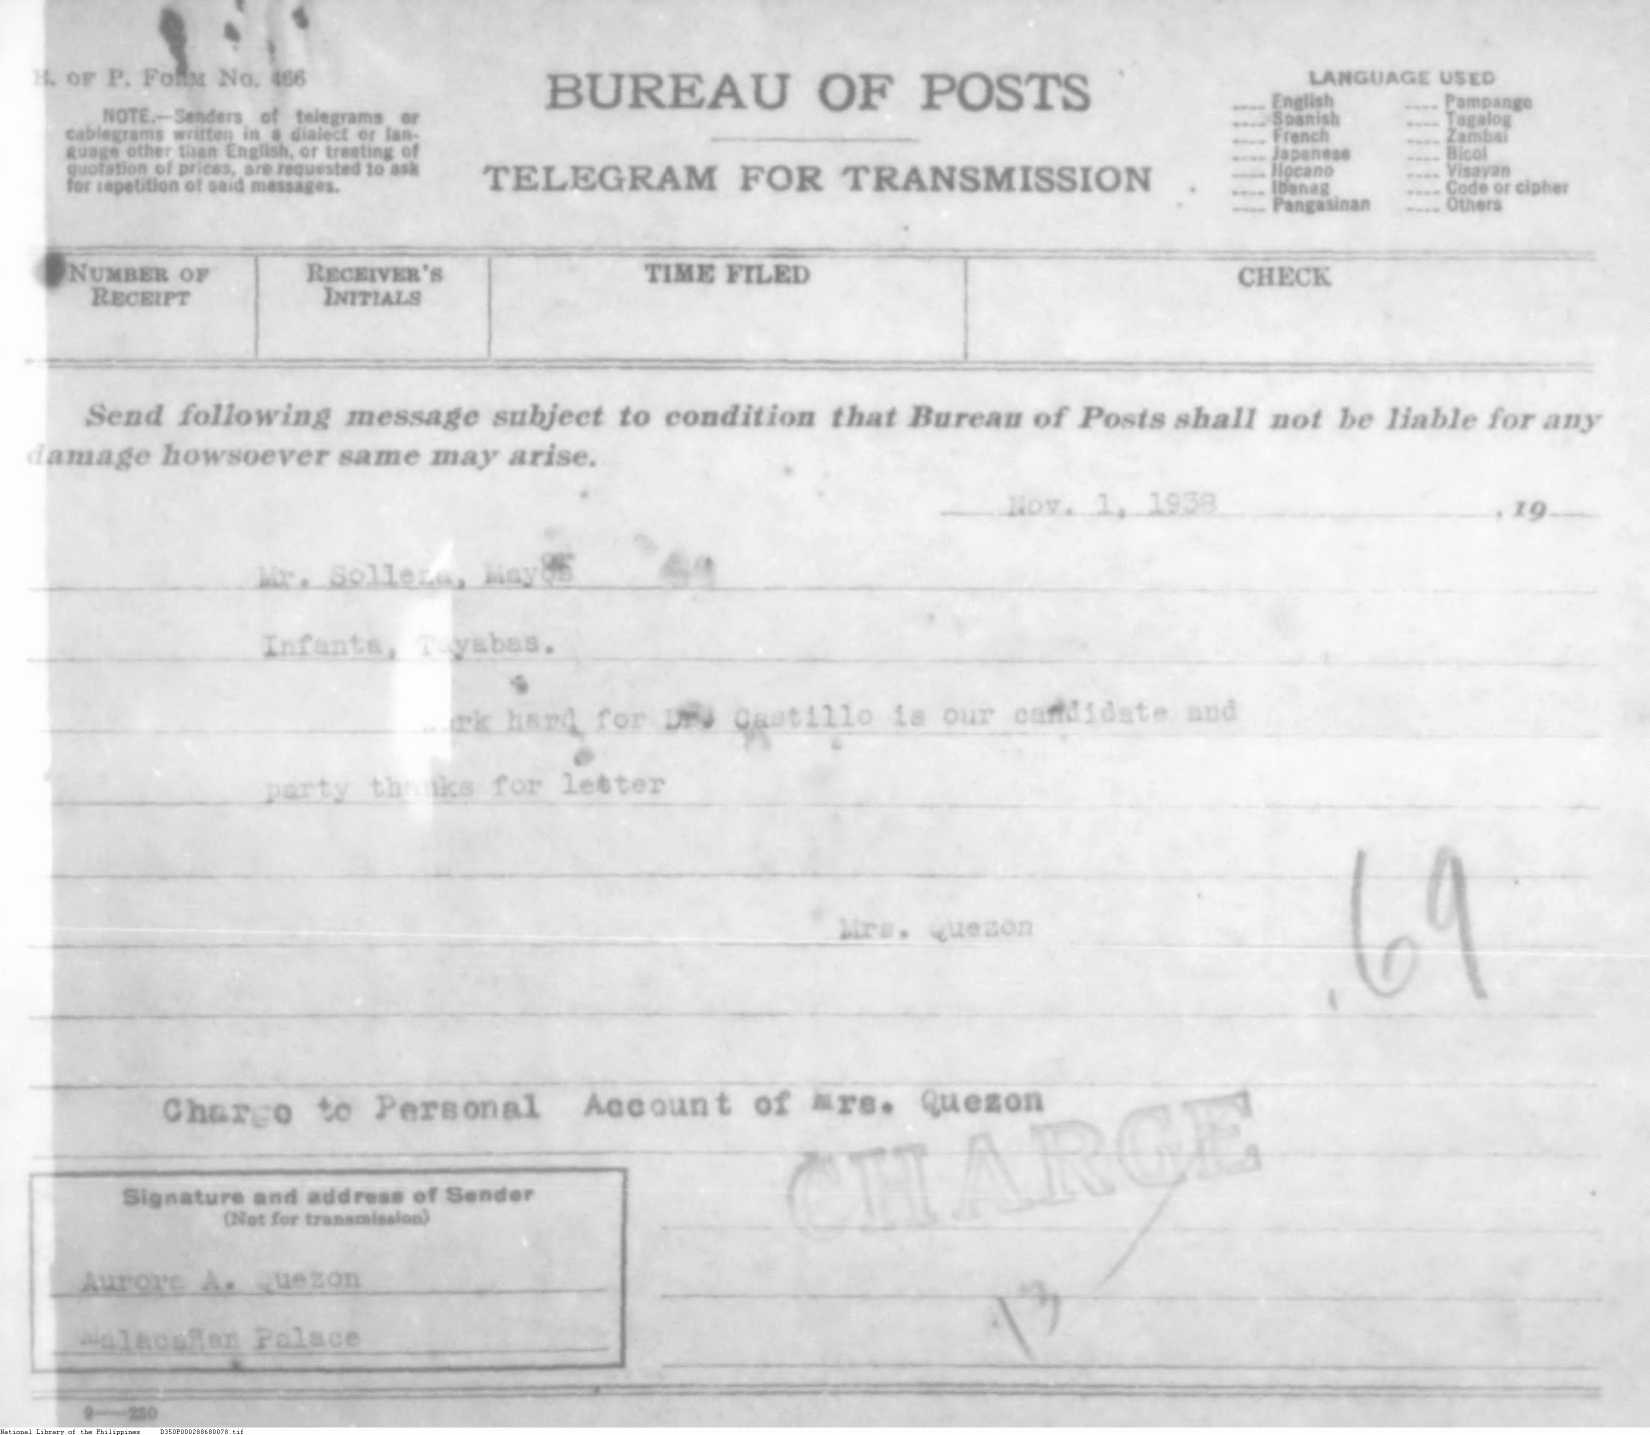 B. OF P. FORM NO. 466
NOTE.—Senders of telegrams or
cablegrams written in a dialect or lan-
guage other than English, or treating of
quotation of prices, are requested to ask
for repetition of said messages.
BUREAU OF POSTS
TELEGRAM FOR TRANSMISSION
LANGUAGE USED
.... English .... Pampango
.... Spanish .... Tagalog
.... French .... Zambal
.... Japanese .... Bicol
.... Ilocano .... Visayan
.... Ibanag .... Code or cipher
.... Pangasinan .... Others
NUMBER OF RECEIPT
RECEIVER'S INITIALS
TIME FILED
CHECK
Send following message subject to condition that Bureau of Posts shall not be liable for any
damage howsoever same may arise.
Nov. 1, 1938 , 19
Mr. Sollera, Mayor
Infanta, Tayabas.
rk hard for Dr. Castillo is our candidate and
party thanks for letter
Mrs. Quezon
.69
Charge to Personal Account of Mrs. Quezon
CHARGE
Signature and address of Sender
(Not for transmission)
Aurora A. Quezon
Malacañan Palace
13
9——250
National Library of the Philippines D350P000288680078.tif